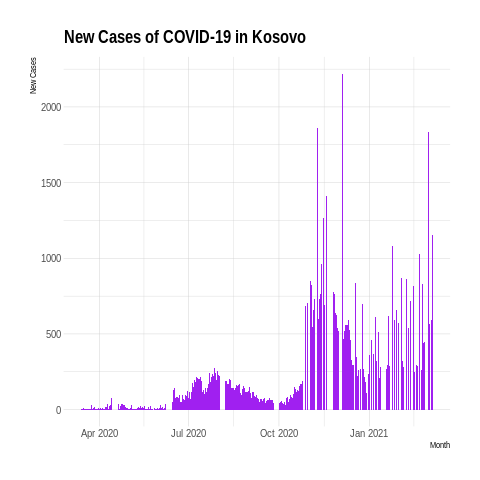 New Cases of COVID-19 in Kosovo
New Cases
2000
1500
1000
500
0
Apr 2020
Jul 2020
Oct 2020
Jan 2021
Month